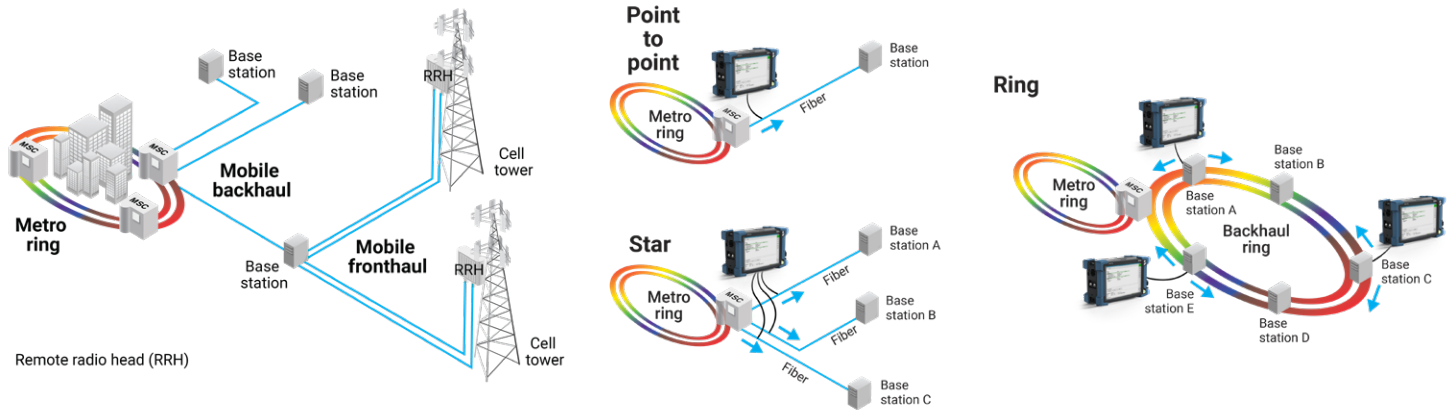 Base
station
Base
station
RRH
MSC
MSC
MSC
Mobile
backhaul
Cell
tower
Metro
ring
Base
station
Mobile
fronthaul
RRH
Cell
tower
Remote radio head (RRH)
Point
to
point
Base
station
Fiber
Metro
ring
MSC
Star
Base
station A
Fiber
Metro
ring
MSC
Base
station B
Fiber
Fiber
Base
station C
Ring
Base
station B
Metro
ring
MSC
Base
station A
Backhaul
ring
Base
station C
Base
station E
Base
station D